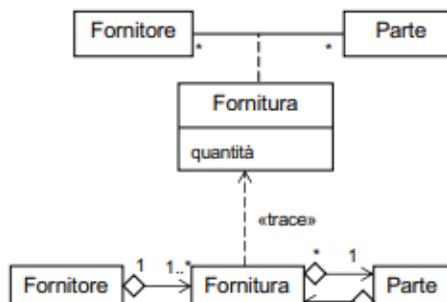 Fornitore
Parte
*
*
Fornitura
quantità
«trace»
1
1..*
*
1
Fornitore
Fornitura
Parte